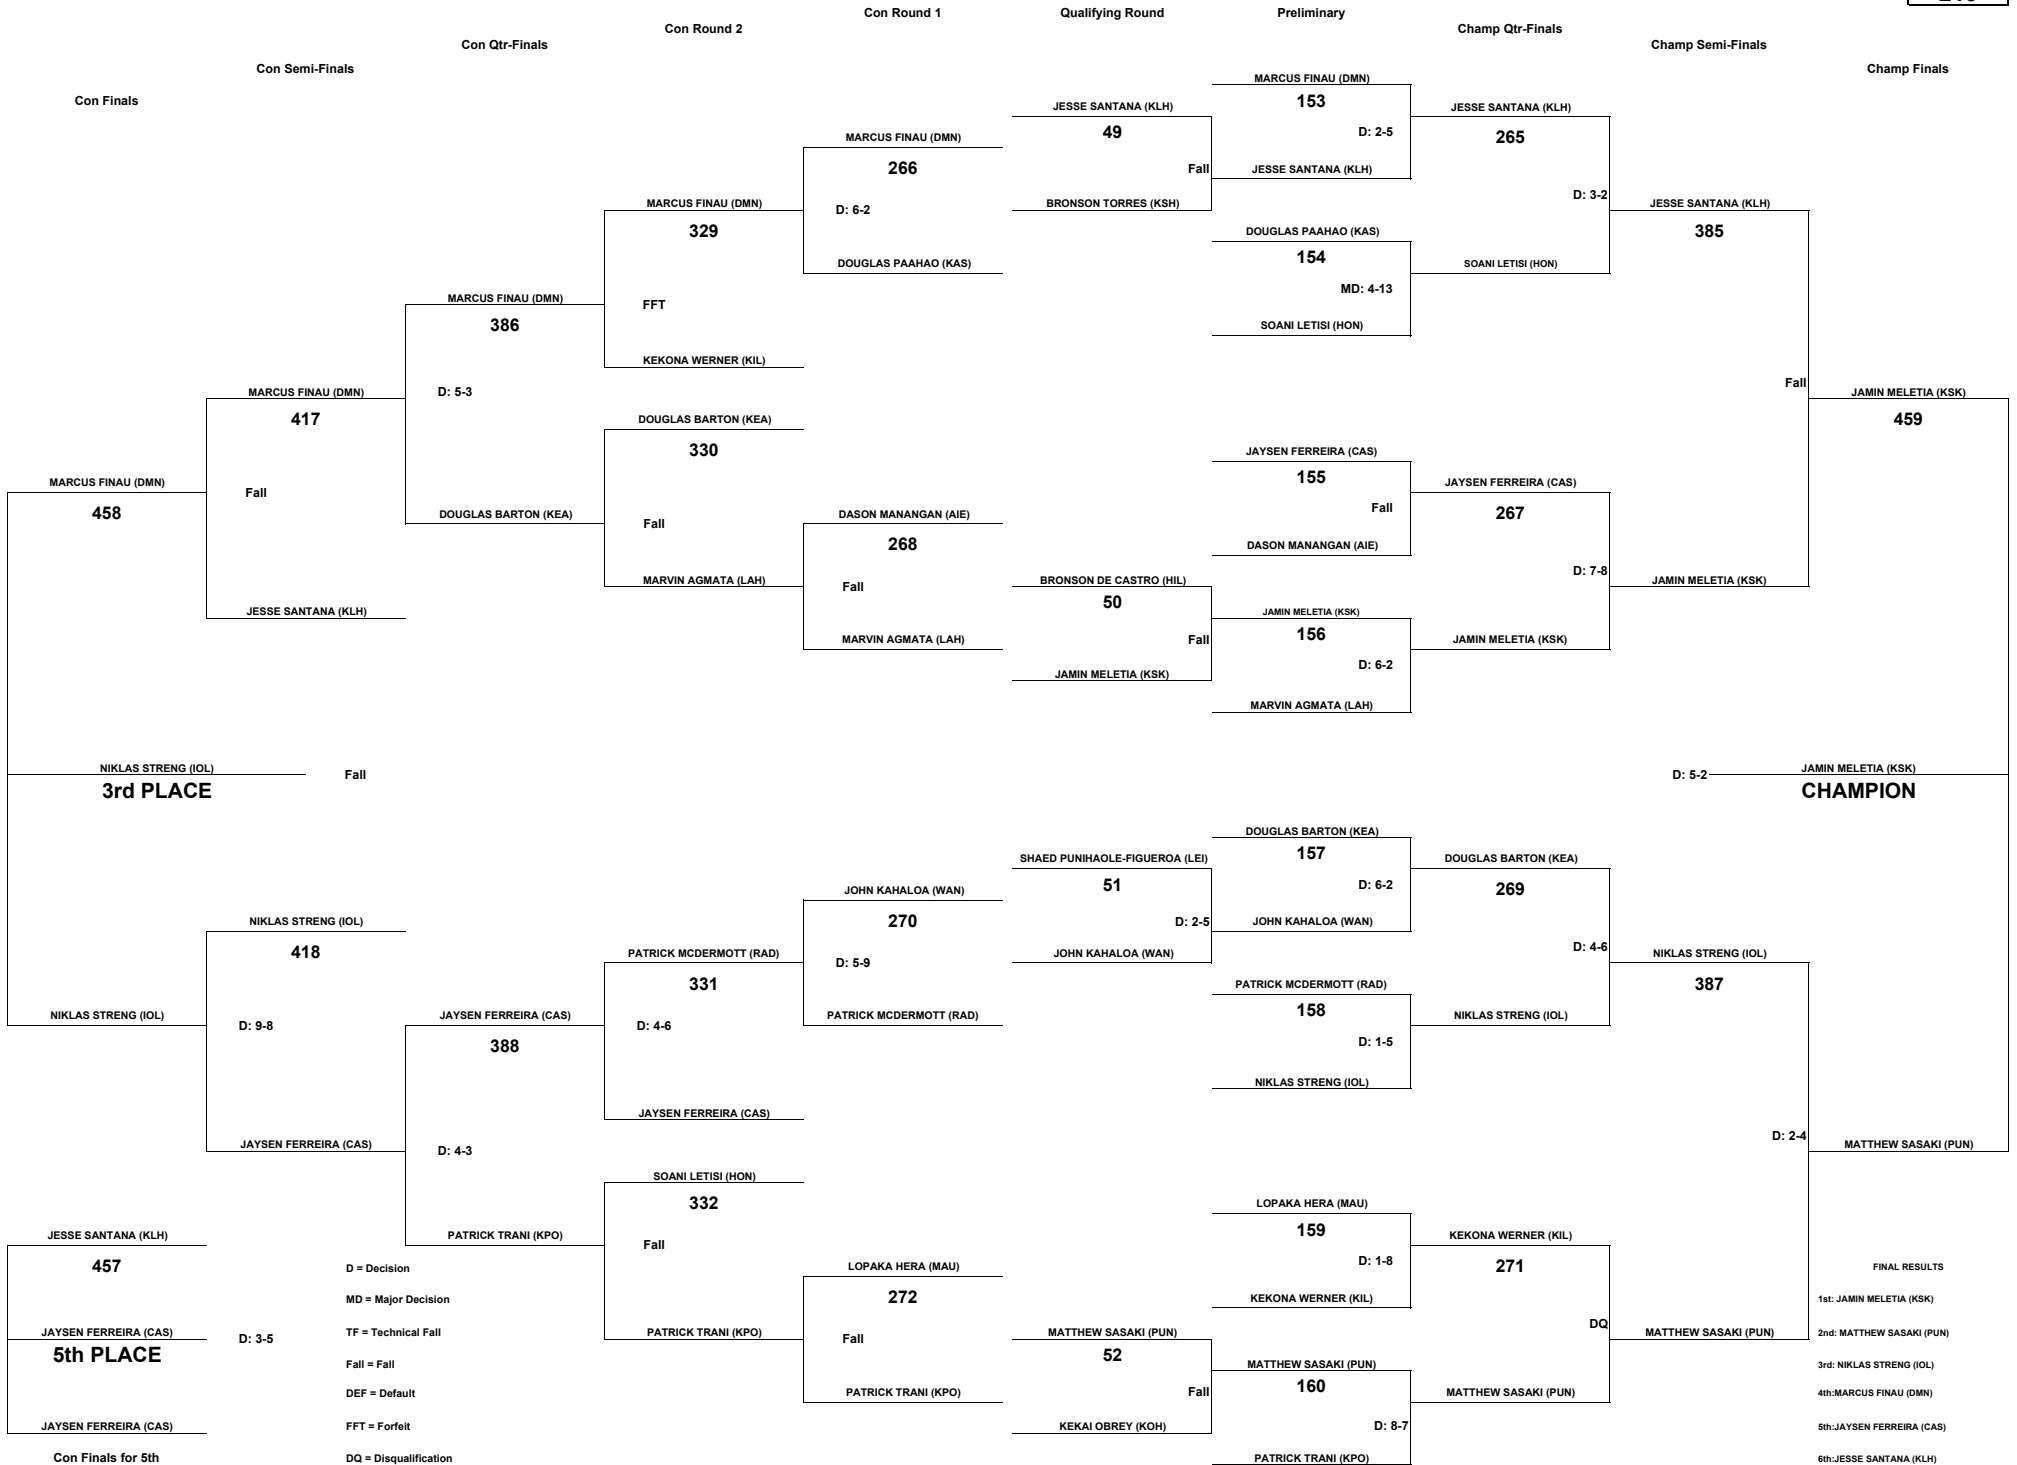 Con Round 1
Qualifying Round
Preliminary
Con Round 2
Champ Qtr-Finals
Con Qtr-Finals
Champ Semi-Finals
Con Semi-Finals
Champ Finals
Con Finals
MARCUS FINAU (DMN)
153
D: 2-5
JESSE SANTANA (KLH)
JESSE SANTANA (KLH)
49
Fall
BRONSON TORRES (KSH)
JESSE SANTANA (KLH)
265
D: 3-2
MARCUS FINAU (DMN)
266
D: 6-2
DOUGLAS PAAHAO (KAS)
MARCUS FINAU (DMN)
329
FFT
KEKONA WERNER (KIL)
DOUGLAS PAAHAO (KAS)
154
MD: 4-13
SOANI LETISI (HON)
SOANI LETISI (HON)
JESSE SANTANA (KLH)
385
Fall
MARCUS FINAU (DMN)
386
D: 5-3
DOUGLAS BARTON (KEA)
MARCUS FINAU (DMN)
417
Fall
JESSE SANTANA (KLH)
DOUGLAS BARTON (KEA)
330
Fall
MARVIN AGMATA (LAH)
MARCUS FINAU (DMN)
458
DASON MANANGAN (AIE)
268
Fall
MARVIN AGMATA (LAH)
BRONSON DE CASTRO (HIL)
50
Fall
JAMIN MELETIA (KSK)
JAYSEN FERREIRA (CAS)
155
Fall
DASON MANANGAN (AIE)
JAMIN MELETIA (KSK)
156
D: 6-2
MARVIN AGMATA (LAH)
JAYSEN FERREIRA (CAS)
267
D: 7-8
JAMIN MELETIA (KSK)
JAMIN MELETIA (KSK)
JAMIN MELETIA (KSK)
459
NIKLAS STRENG (IOL)
3rd PLACE
Fall
D: 5-2
JAMIN MELETIA (KSK)
CHAMPION
DOUGLAS BARTON (KEA)
157
D: 6-2
JOHN KAHALOA (WAN)
SHAED PUNIHAOLE-FIGUEROA (LEI)
51
D: 2-5
JOHN KAHALOA (WAN)
DOUGLAS BARTON (KEA)
269
D: 4-6
NIKLAS STRENG (IOL)
JOHN KAHALOA (WAN)
270
D: 5-9
PATRICK MCDERMOTT (RAD)
PATRICK MCDERMOTT (RAD)
158
D: 1-5
NIKLAS STRENG (IOL)
NIKLAS STRENG (IOL)
418
D: 9-8
JAYSEN FERREIRA (CAS)
PATRICK MCDERMOTT (RAD)
331
D: 4-6
JAYSEN FERREIRA (CAS)
NIKLAS STRENG (IOL)
387
D: 2-4
MATTHEW SASAKI (PUN)
NIKLAS STRENG (IOL)
JAYSEN FERREIRA (CAS)
388
D: 4-3
PATRICK TRANI (KPO)
SOANI LETISI (HON)
332
Fall
PATRICK TRANI (KPO)
LOPAKA HERA (MAU)
159
D: 1-8
KEKONA WERNER (KIL)
KEKONA WERNER (KIL)
271
DQ
MATTHEW SASAKI (PUN)
MATTHEW SASAKI (PUN)
LOPAKA HERA (MAU)
272
Fall
PATRICK TRANI (KPO)
MATTHEW SASAKI (PUN)
52
Fall
KEKAI OBREY (KOH)
MATTHEW SASAKI (PUN)
160
D: 8-7
PATRICK TRANI (KPO)
JESSE SANTANA (KLH)
457
JAYSEN FERREIRA (CAS)
5th PLACE
D: 3-5
JAYSEN FERREIRA (CAS)
Con Finals for 5th
D = Decision
MD = Major Decision
TF = Technical Fall
Fall = Fall
DEF = Default
FFT = Forfeit
DQ = Disqualification
FINAL RESULTS
1st: JAMIN MELETIA (KSK)
2nd: MATTHEW SASAKI (PUN)
3rd: NIKLAS STRENG (IOL)
4th:MARCUS FINAU (DMN)
5th:JAYSEN FERREIRA (CAS)
6th:JESSE SANTANA (KLH)